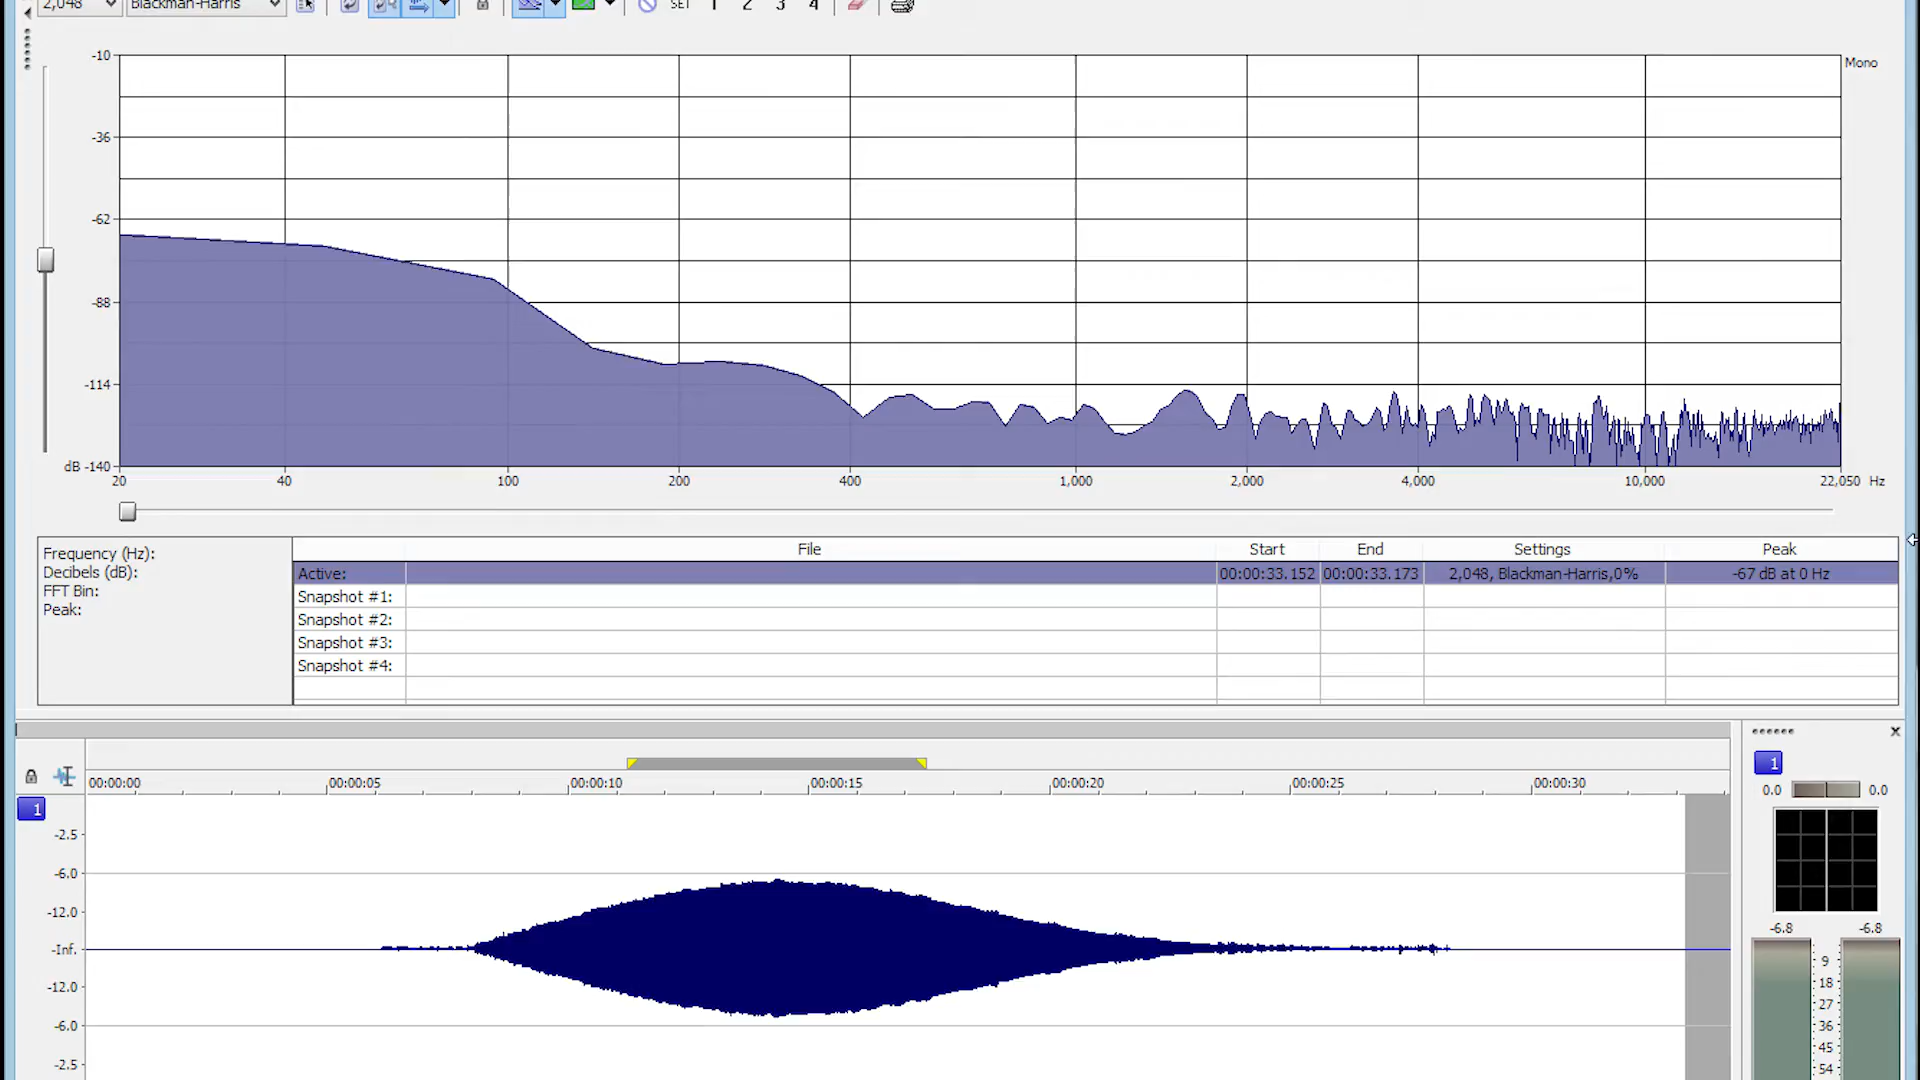 2,048 Blackman-Harris SET 1 2 3 4
-10 Mono
-36
-62
-88
-114
dB -140
20 40 100 200 400 1,000 2,000 4,000 10,000 22,050 Hz
Frequency (Hz):
Decibels (dB):
FFT Bin:
Peak:
File Start End Settings Peak
Active: 00:00:33.152 00:00:33.173 2,048, Blackman-Harris,0% -67 dB at 0 Hz
Snapshot #1:
Snapshot #2:
Snapshot #3:
Snapshot #4:
00:00:00 00:00:05 00:00:10 00:00:15 00:00:20 00:00:25 00:00:30
1
-2.5
-6.0
-12.0
-Inf.
-12.0
-6.0
-2.5
1
0.0 0.0
-6.8 -6.8
9
18
27
36
45
54